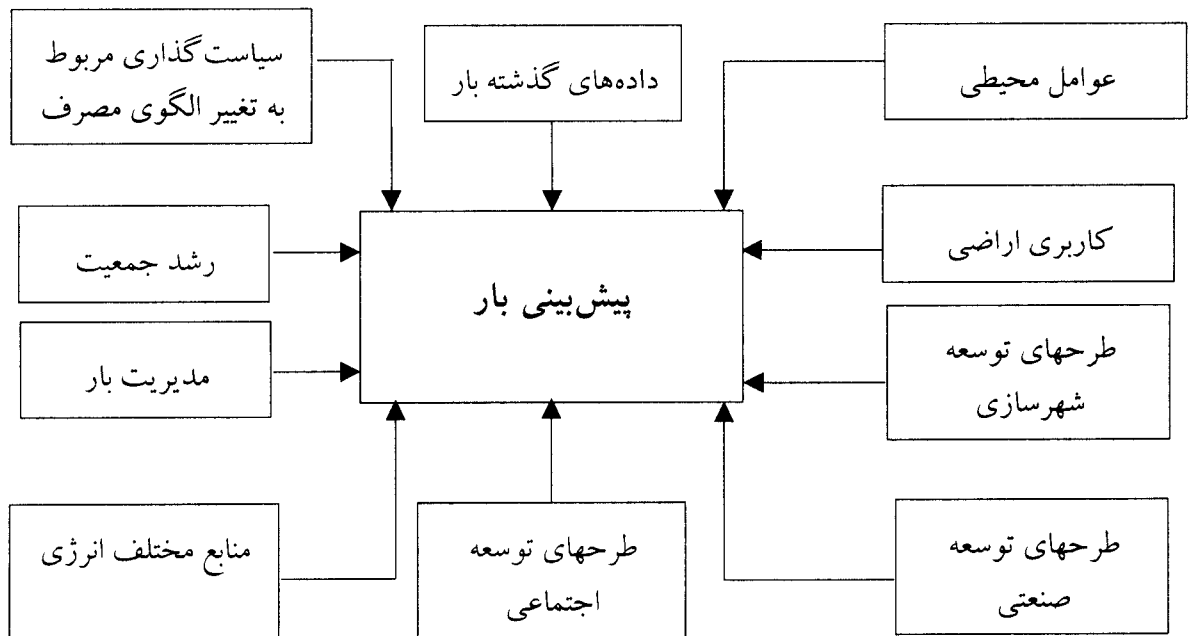 عوامل محیطی
داده‌های گذشته بار
سیاست‌گذاری مربوط
به تغییر الگوی مصرف
کاربری اراضی
رشد جمعیت
پیش‌بینی بار
طرحهای توسعه
شهرسازی
مدیریت بار
طرحهای توسعه
صنعتی
طرحهای توسعه
اجتماعی
منابع مختلف انرژی